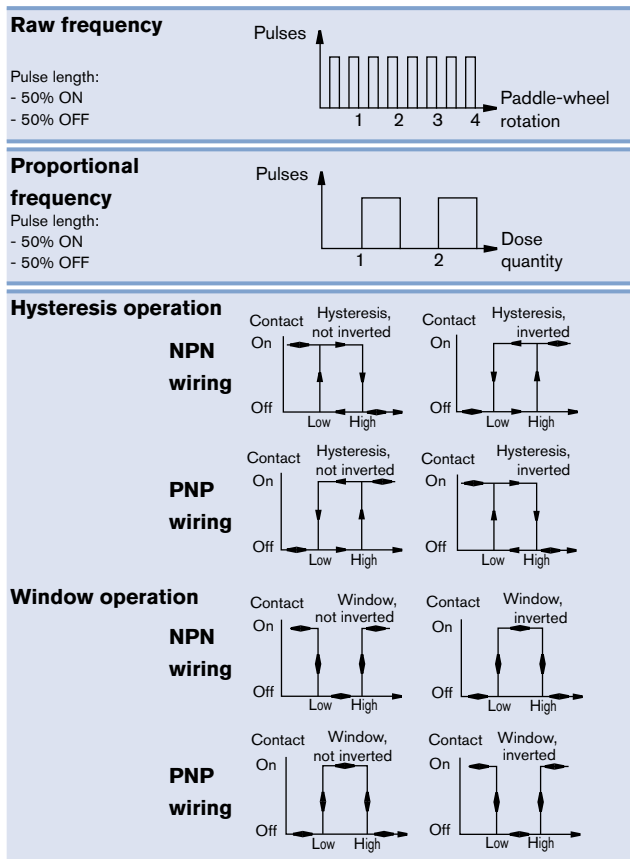 Raw frequency
Pulse length:
- 50% ON
- 50% OFF
Pulses
1 2 3 4
Paddle-wheel
rotation
Proportional
frequency
Pulse length:
- 50% ON
- 50% OFF
Pulses
1 2
Dose
quantity
Hysteresis operation
NPN
wiring
Contact
Hysteresis,
not inverted
On
Off
Low High
Contact
Hysteresis,
inverted
On
Off
Low High
PNP
wiring
Contact
Hysteresis,
not inverted
On
Off
Low High
Contact
Hysteresis,
inverted
On
Off
Low High
Window operation
NPN
wiring
Contact
Window,
not inverted
On
Off
Low High
Contact
Window,
inverted
On
Off
Low High
PNP
wiring
Contact
Window,
not inverted
On
Off
Low High
Contact
Window,
inverted
On
Off
Low High